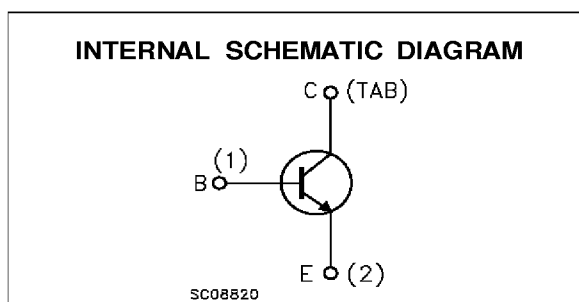 INTERNAL SCHEMATIC DIAGRAM
C (TAB)
(1)
B
E (2)
SC08820